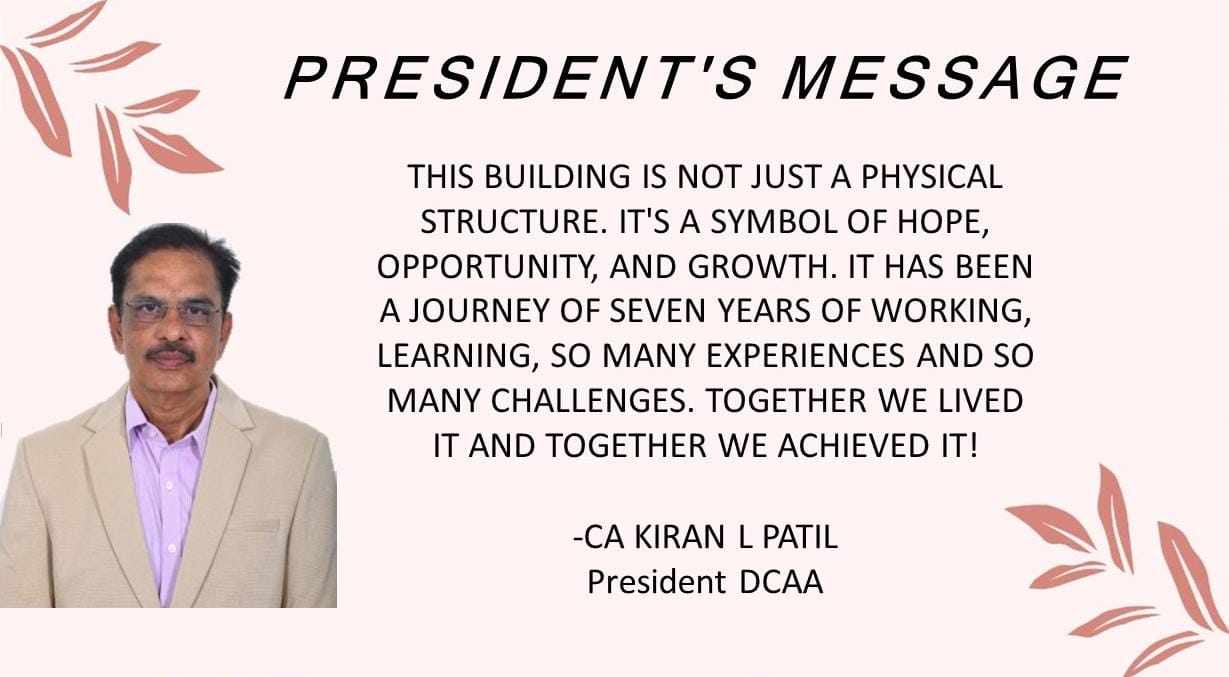 PRESIDENT'S MESSAGE
THIS BUILDING IS NOT JUST A PHYSICAL
STRUCTURE. IT'S A SYMBOL OF HOPE,
OPPORTUNITY, AND GROWTH. IT HAS BEEN
A JOURNEY OF SEVEN YEARS OF WORKING,
LEARNING, SO MANY EXPERIENCES AND SO
MANY CHALLENGES. TOGETHER WE LIVED
IT AND TOGETHER WE ACHIEVED IT!
-CA KIRAN L PATIL
President DCAA